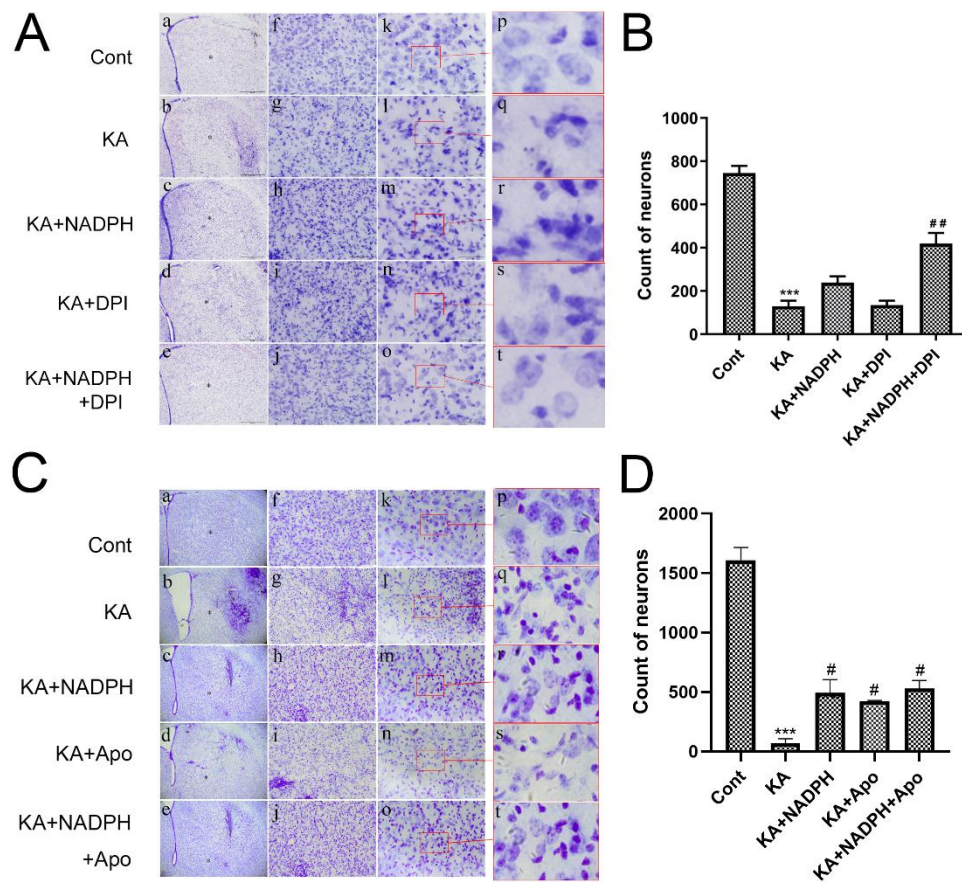 A
B
Cont
KA
KA+NADPH
KA+DPI
KA+NADPH
+DPI
a
f
k
p
b
g
l
q
c
h
m
r
d
i
n
s
e
j
o
t
Count of neurons
1000
800
600
400
200
0
***
##
Cont
KA
KA+NADPH
KA+DPI
KA+NADPH+DPI
C
D
Cont
KA
KA+NADPH
KA+Apo
KA+NADPH
+Apo
a
f
k
p
b
g
l
q
c
h
m
r
d
i
n
s
e
j
o
t
Count of neurons
2000
1500
1000
500
0
***
#
#
#
Cont
KA
KA+NADPH
KA+Apo
KA+NADPH+Apo